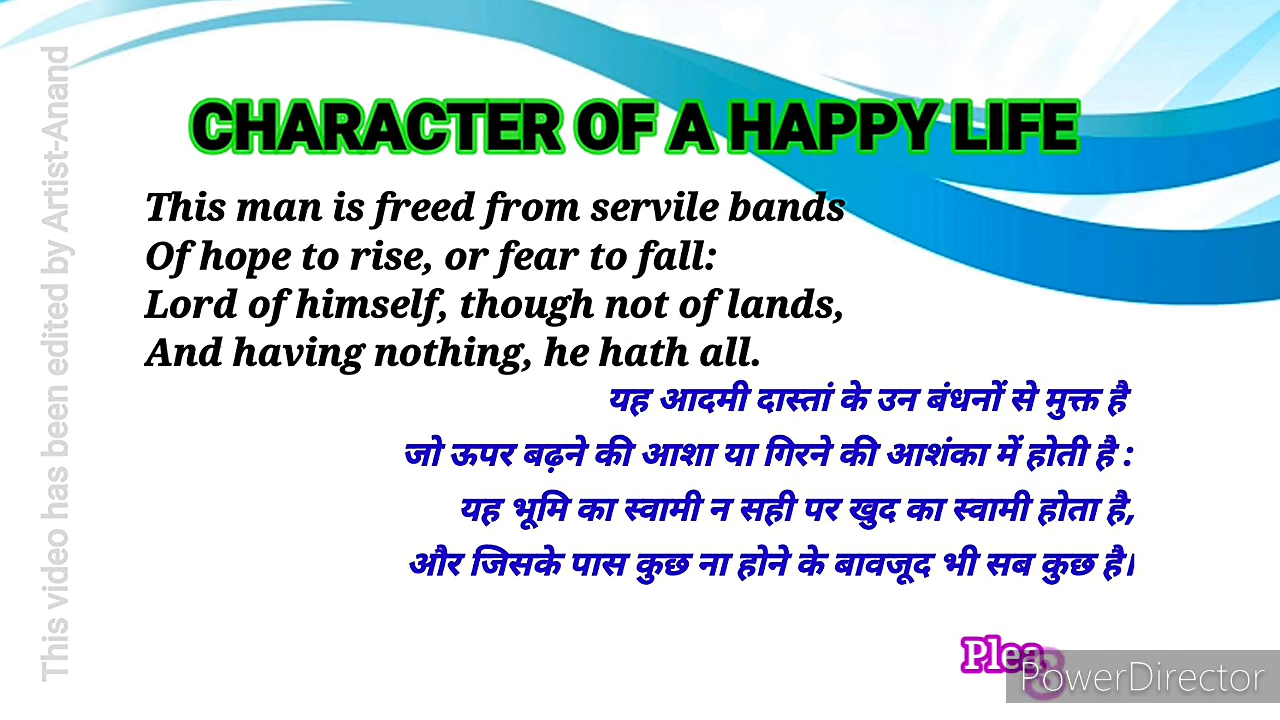 CHARACTER OF A HAPPY LIFE
This man is freed from servile bands
Of hope to rise, or fear to fall:
Lord of himself, though not of lands,
And having nothing, he hath all.
यह आदमी दास्तां के उन बंधनों से मुक्त है
जो ऊपर बढ़ने की आशा या गिरने की आशंका में होती है :
यह भूमि का स्वामी न सही पर खुद का स्वामी होता है,
और जिसके पास कुछ ना होने के बावजूद भी सब कुछ है।
This video has been edited by Artist-Anand
Plea
PowerDirector